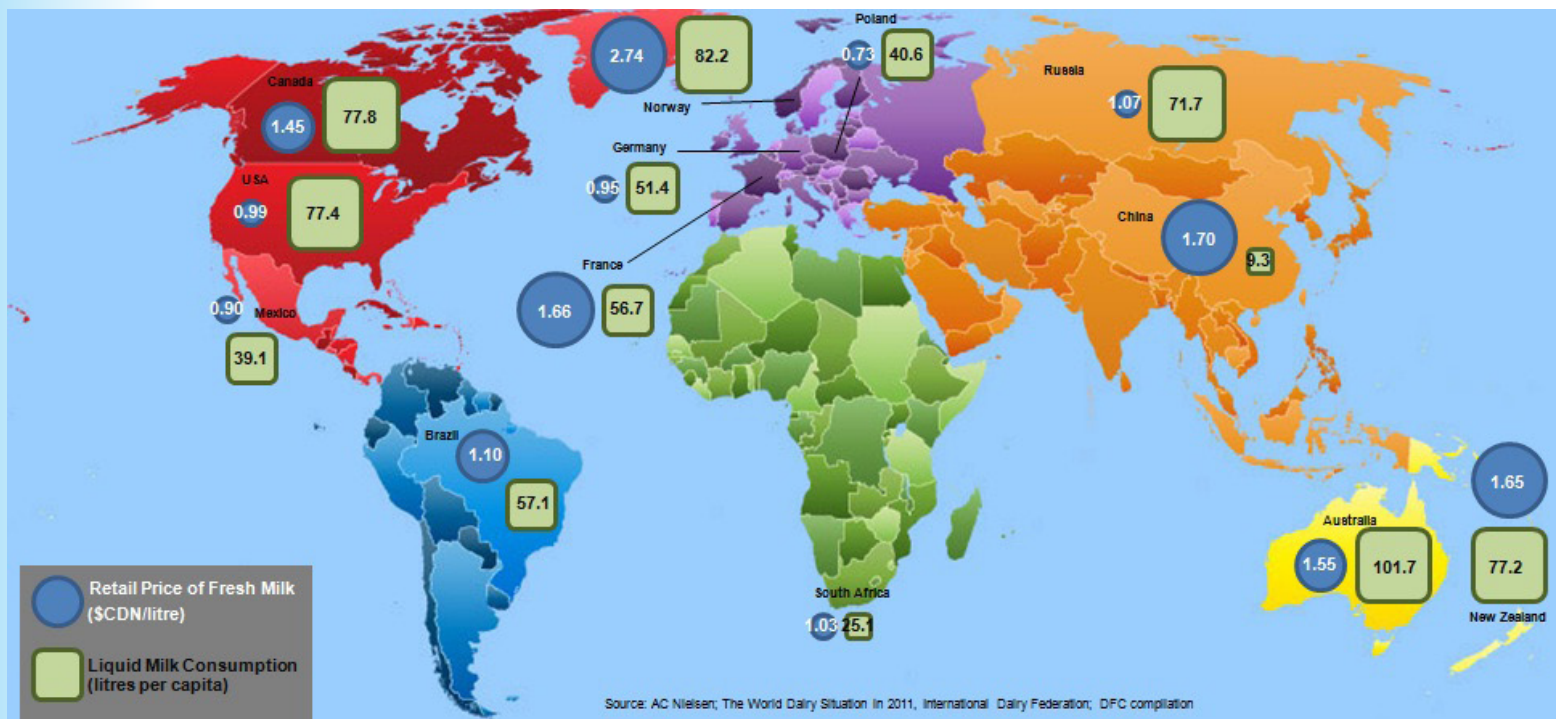 Poland
2.74
82.2
0.73
40.6
Russia
Canada
1.45
77.8
Norway
1.07
71.7
Germany
USA
0.99
77.4
0.95
51.4
China
1.70
9.3
France
0.90
Mexico
1.66
56.7
39.1
Brazil
1.10
57.1
1.65
Australia
1.55
101.7
77.2
New Zealand
South Africa
1.03
25.1
Retail Price of Fresh Milk
($CDN/litre)
Liquid Milk Consumption
(litres per capita)
Source: AC Nielsen; The World Dairy Situation in 2011, International Dairy Federation; DFC compilation